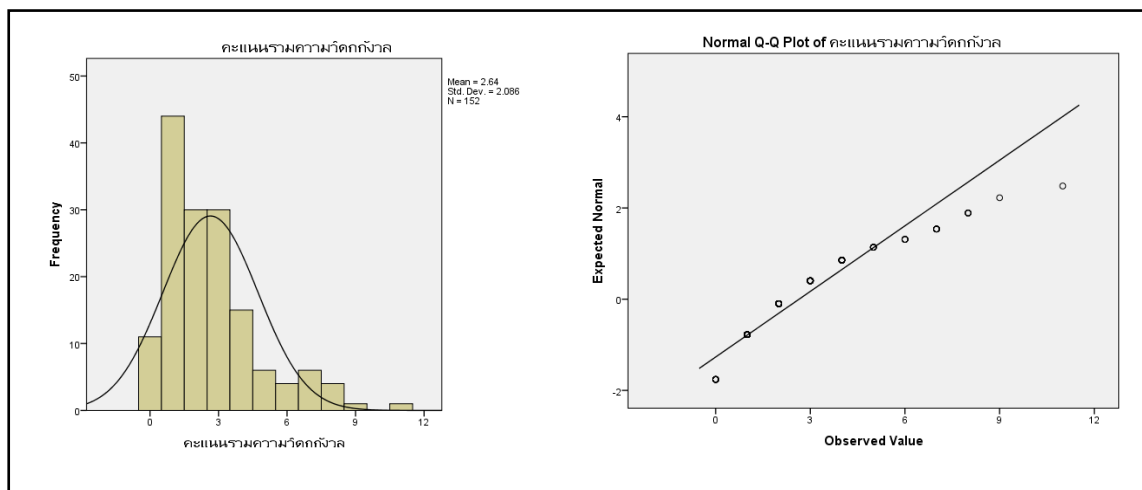 คะแนนรวมความวิตกกังวล
50
40
30
20
10
0
Frequency
Mean = 2.64
Std. Dev. = 2.086
N = 152
0 3 6 9 12
คะแนนรวมความวิตกกังวล
Normal Q-Q Plot of คะแนนรวมความวิตกกังวล
4
2
0
-2
Expected Normal
0 3 6 9 12
Observed Value